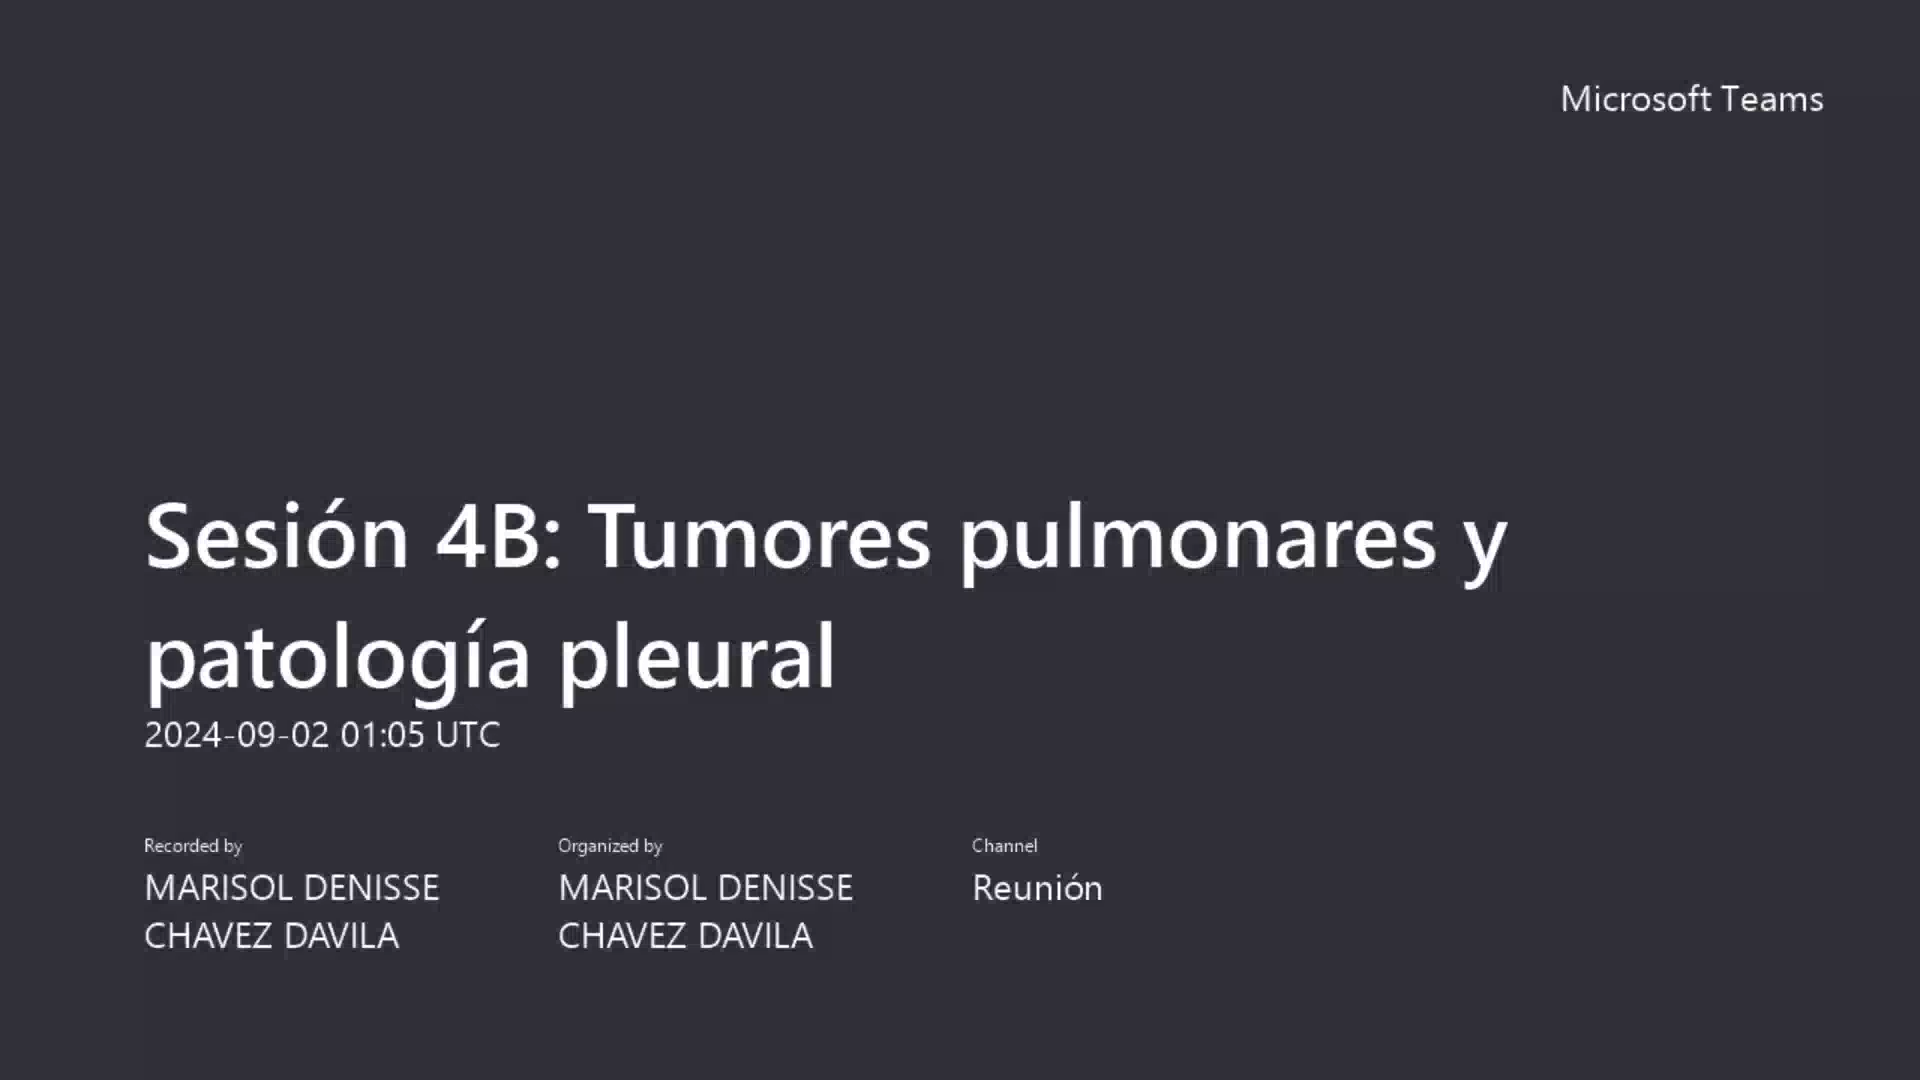 Microsoft Teams
Sesión 4B: Tumores pulmonares y
patología pleural
2024-09-02 01:05 UTC
Recorded by
MARISOL DENISSE
CHAVEZ DAVILA
Organized by
MARISOL DENISSE
CHAVEZ DAVILA
Channel
Reunión